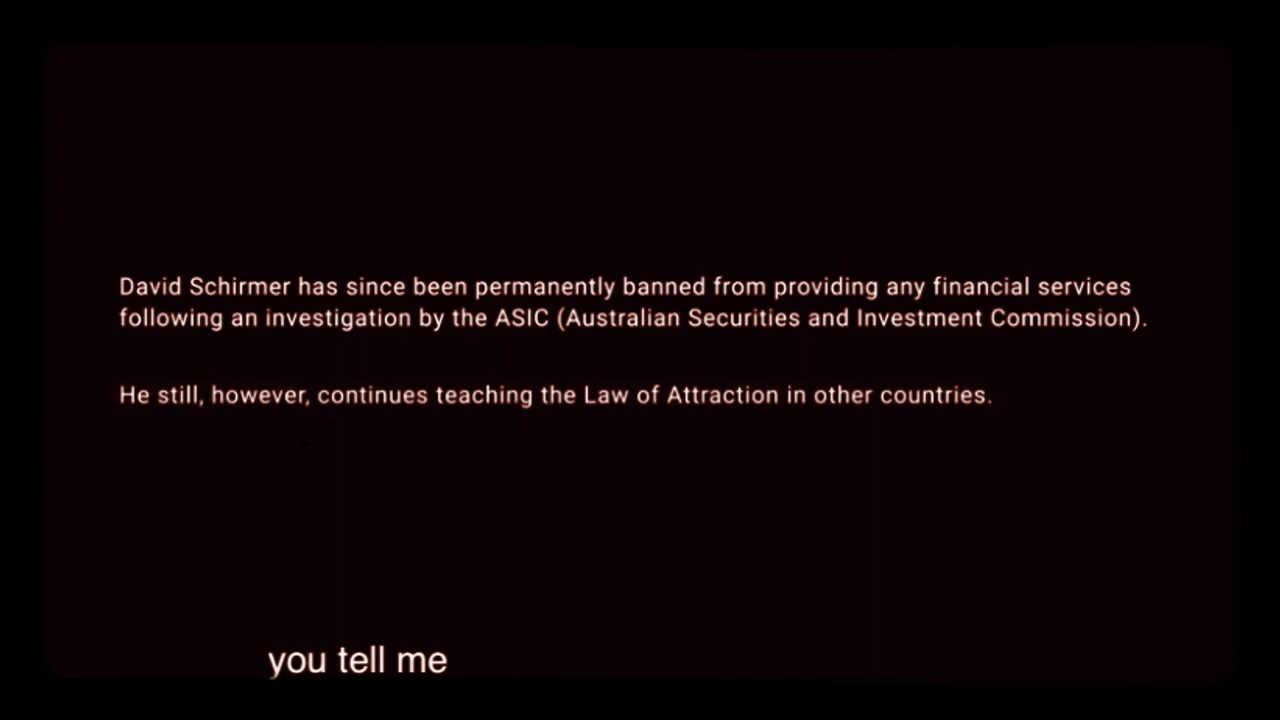 David Schirmer has since been permanently banned from providing any financial services
following an investigation by the ASIC (Australian Securities and Investment Commission).
He still, however, continues teaching the Law of Attraction in other countries.
you tell me